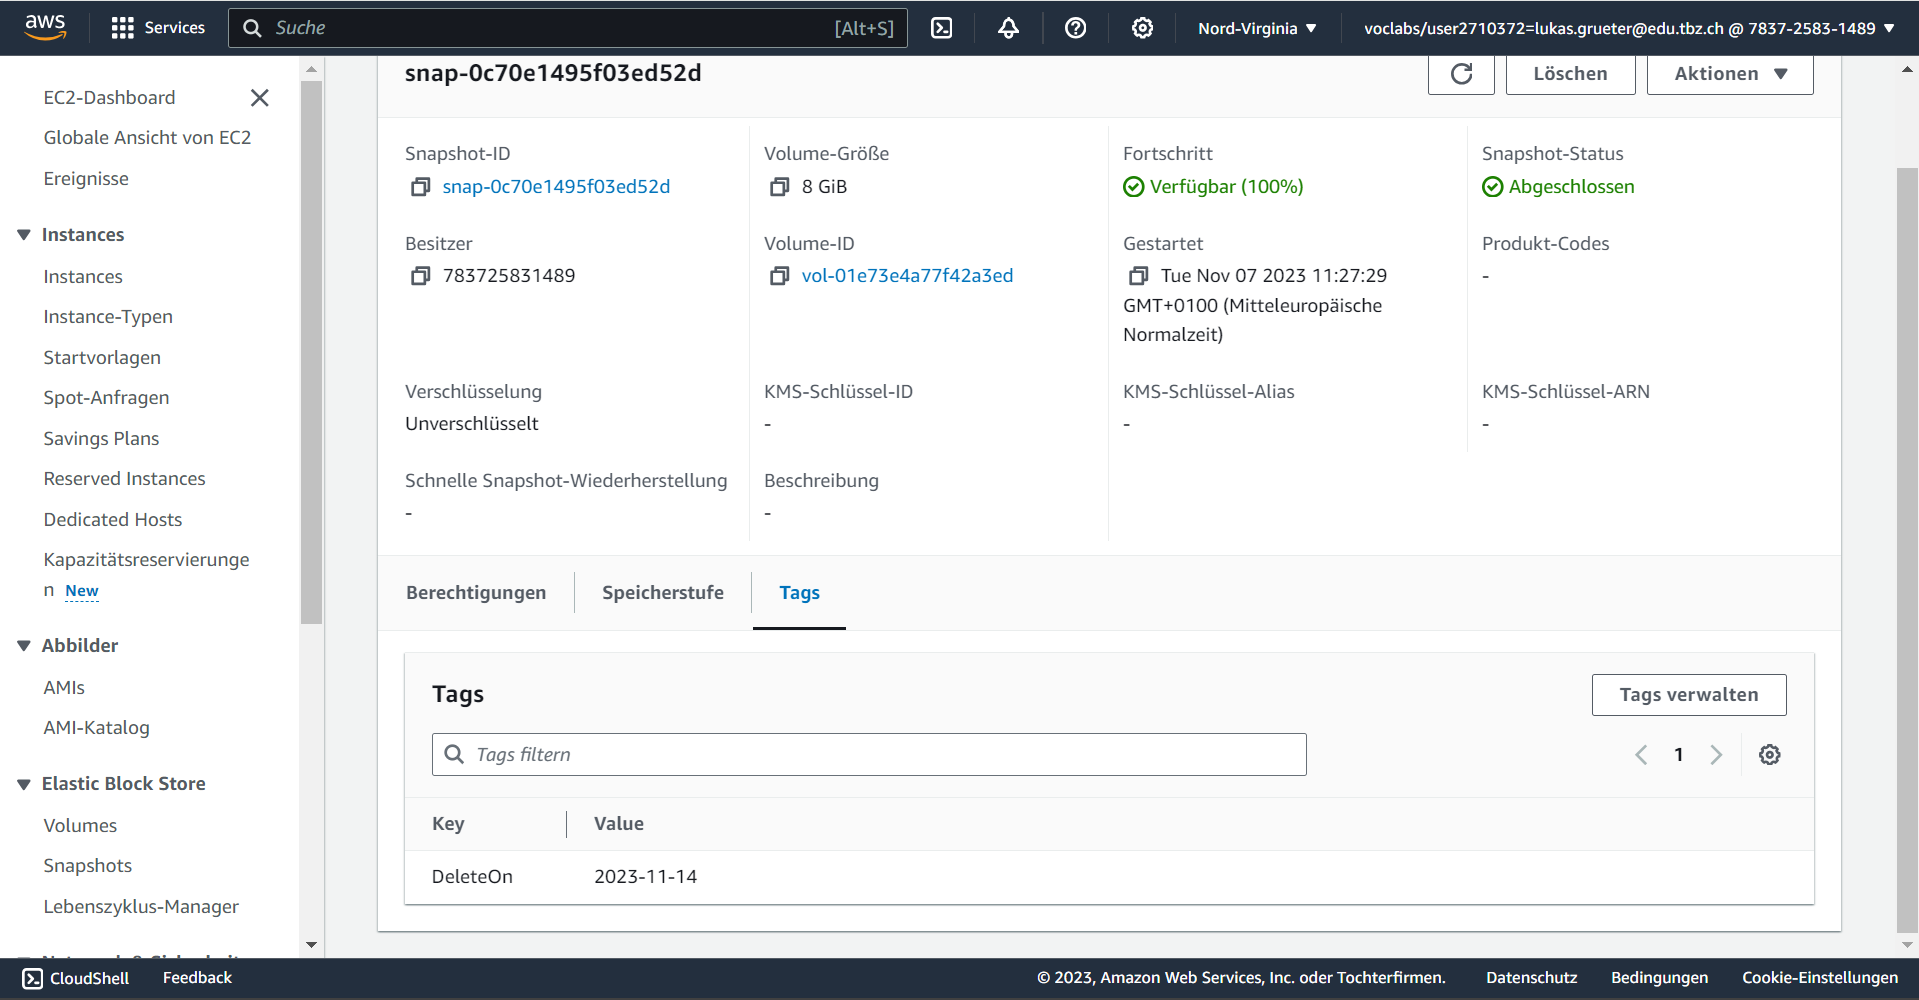 aws
Services
Suche [Alt+S]
Nord-Virginia
voclabs/user2710372=lukas.grueter@edu.tbz.ch @ 7837-2583-1489
EC2-Dashboard
Globale Ansicht von EC2
Ereignisse
Instances
Instances
Instance-Typen
Startvorlagen
Spot-Anfragen
Savings Plans
Reserved Instances
Dedicated Hosts
Kapazitätsreservierunge
n New
Abbilder
AMIs
AMI-Katalog
Elastic Block Store
Volumes
Snapshots
Lebenszyklus-Manager
snap-0c70e1495f03ed52d
Löschen
Aktionen
Snapshot-ID
snap-0c70e1495f03ed52d
Volume-Größe
8 GiB
Fortschritt
Verfügbar (100%)
Snapshot-Status
Abgeschlossen
Besitzer
783725831489
Volume-ID
vol-01e73e4a77f42a3ed
Gestartet
Tue Nov 07 2023 11:27:29
GMT+0100 (Mitteleuropäische
Normalzeit)
Produkt-Codes
-
Verschlüsselung
Unverschlüsselt
KMS-Schlüssel-ID
-
KMS-Schlüssel-Alias
-
KMS-Schlüssel-ARN
-
Schnelle Snapshot-Wiederherstellung
-
Beschreibung
-
Berechtigungen
Speicherstufe
Tags
Tags
Tags verwalten
Tags filtern
1
Key Value
DeleteOn 2023-11-14
CloudShell
Feedback
© 2023, Amazon Web Services, Inc. oder Tochterfirmen.
Datenschutz
Bedingungen
Cookie-Einstellungen